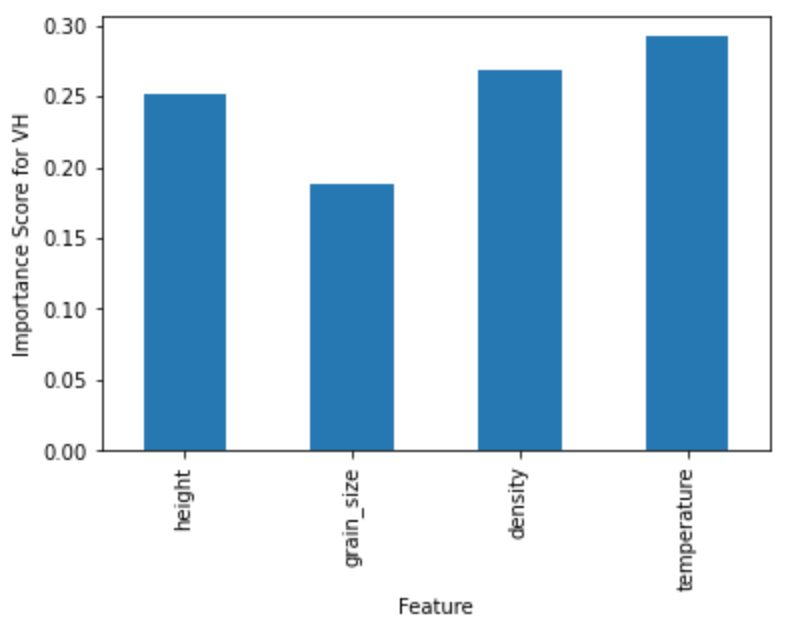 Importance Score for VH
0.30
0.25
0.20
0.15
0.10
0.05
0.00
height
grain_size
density
temperature
Feature